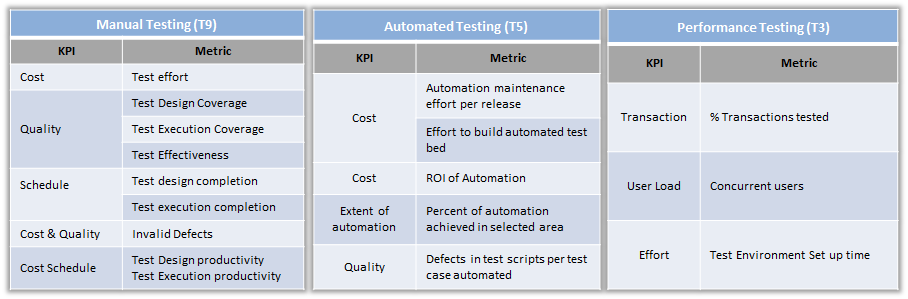 Manual Testing (T9)
KPI Metric
Cost Test effort
Quality
Test Design Coverage
Test Execution Coverage
Test Effectiveness
Schedule
Test design completion
Test execution completion
Cost & Quality Invalid Defects
Cost Schedule
Test Design productivity
Test Execution productivity
Automated Testing (T5)
KPI Metric
Cost
Automation maintenance
effort per release
Effort to build automated test
bed
Cost ROI of Automation
Extent of
automation
Percent of automation
achieved in selected area
Quality
Defects in test scripts per test
case automated
Performance Testing (T3)
KPI Metric
Transaction % Transactions tested
User Load Concurrent users
Effort Test Environment Set up time